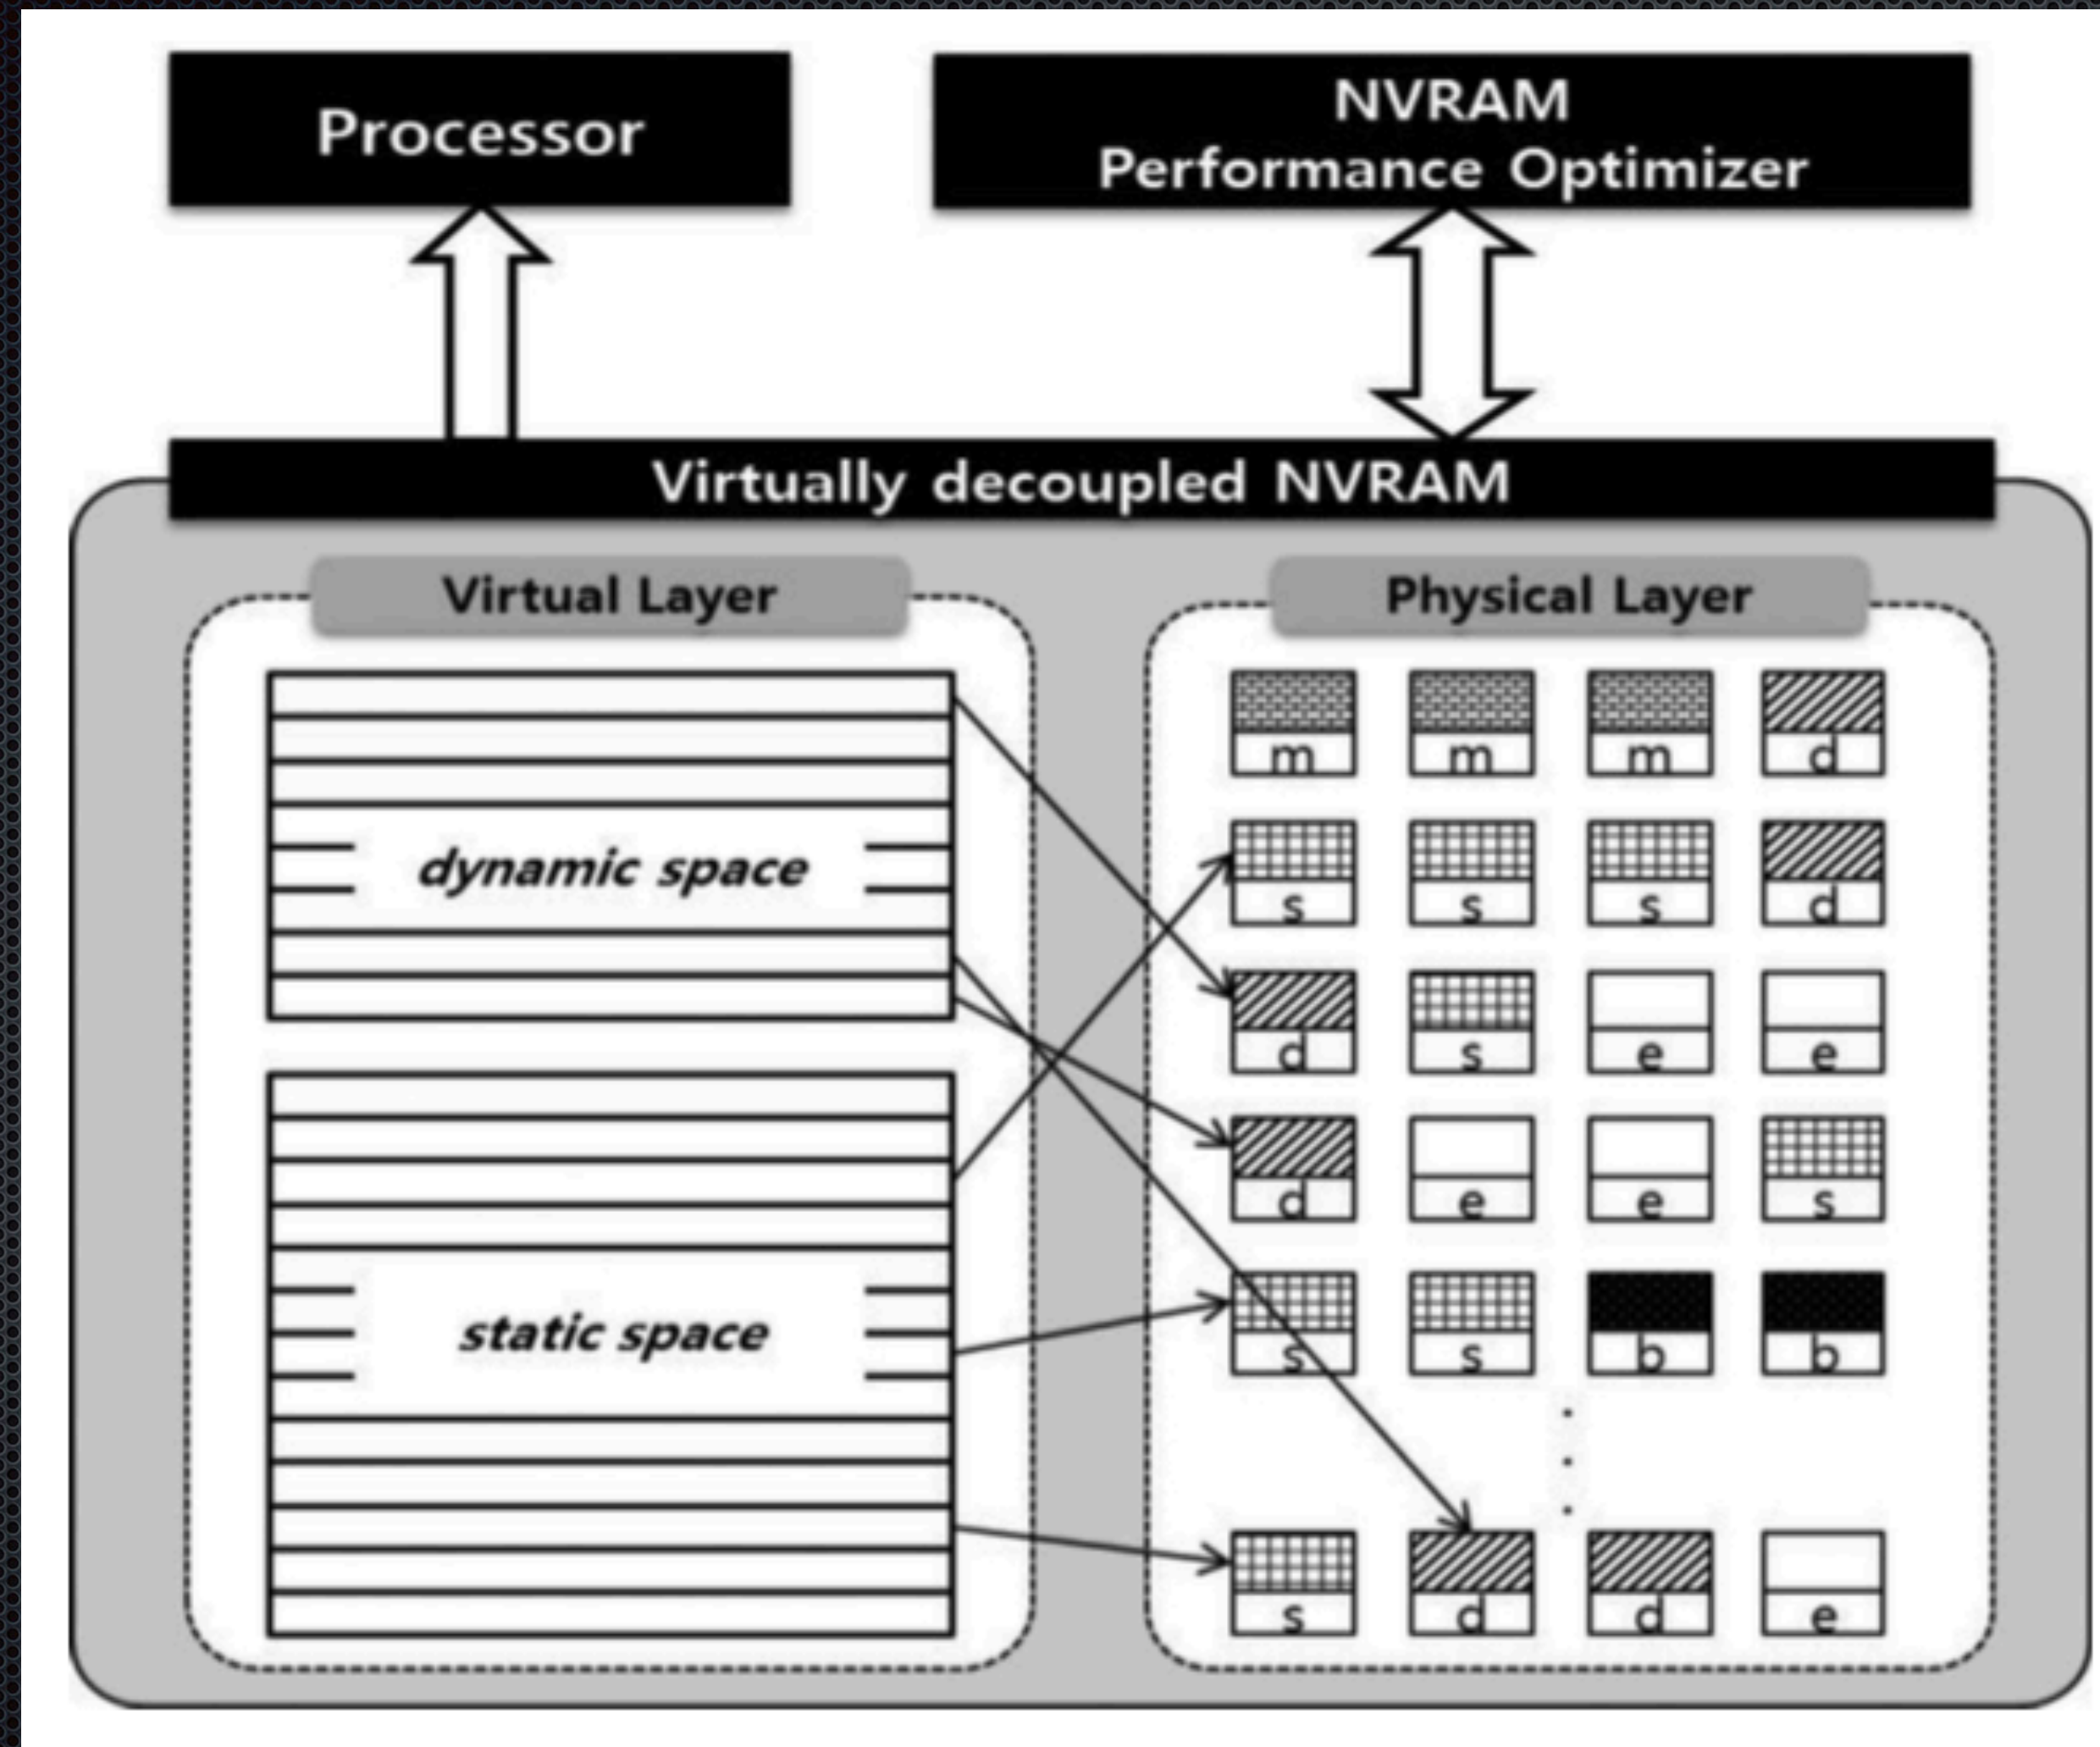 Processor
NVRAM
Performance Optimizer
Virtually decoupled NVRAM
Virtual Layer
Physical Layer
dynamic space
static space
m m m d
s s s d
d s e e
d e e s
s s b b
s d d e